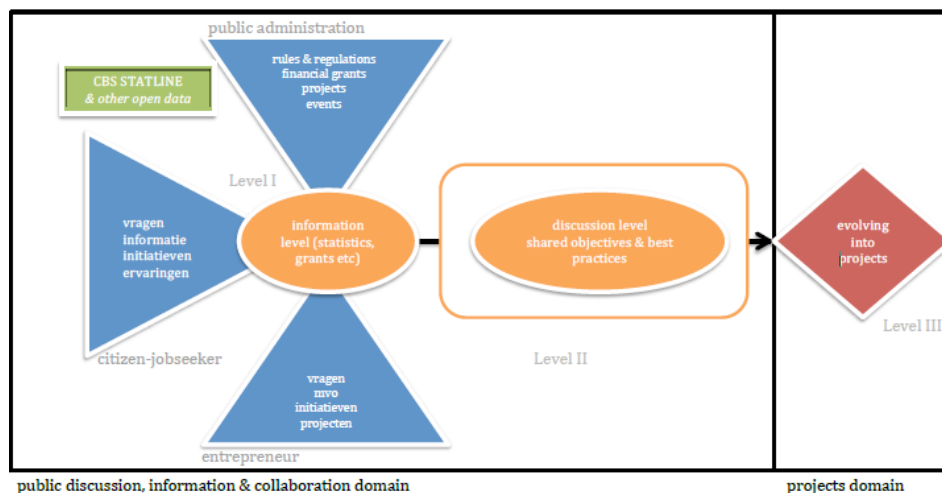 public administration
rules & regulations
financial grants
projects
events
CBS STATLINE
& other open data
Level I
vragen
informatie
initiatieven
ervaringen
citizen-jobseeker
information
level (statistics,
grants etc)
discussion level
shared objectives & best
practices
evolving
into
projects
Level III
Level II
vragen
mvo
initiatieven
projecten
entrepreneur
public discussion, information & collaboration domain
projects domain